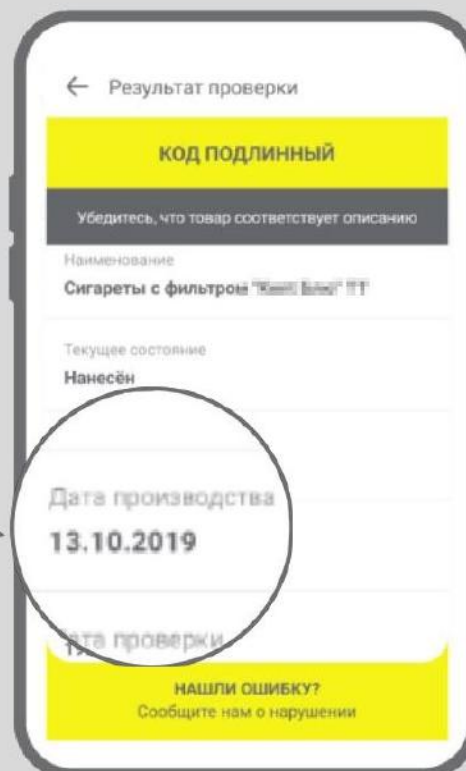 ← Результат проверки
КОД ПОДЛИННЫЙ
Убедитесь, что товар соответствует описанию
Наименование
Сигареты с фильтром
Текущее состояние
Нанесён
Дата производства
13.10.2019
проверки
НАШЛИ ОШИБКУ?
Сообщите нам о нарушении